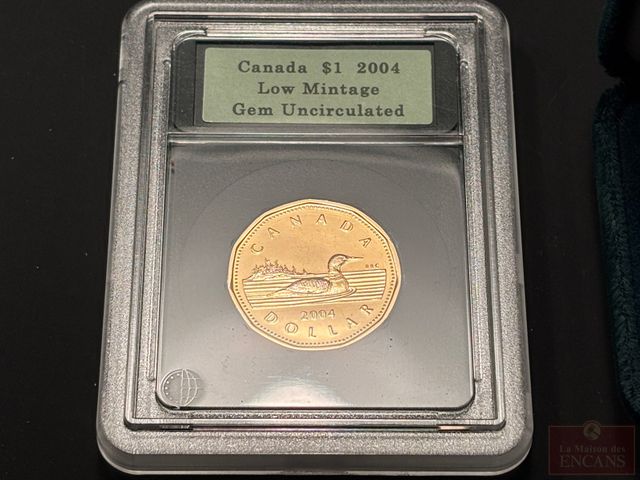 Canada $1 2004
Low Mintage
Gem Uncirculated
CANADA
2004
DOLLAR
La Maison des
ENCANS